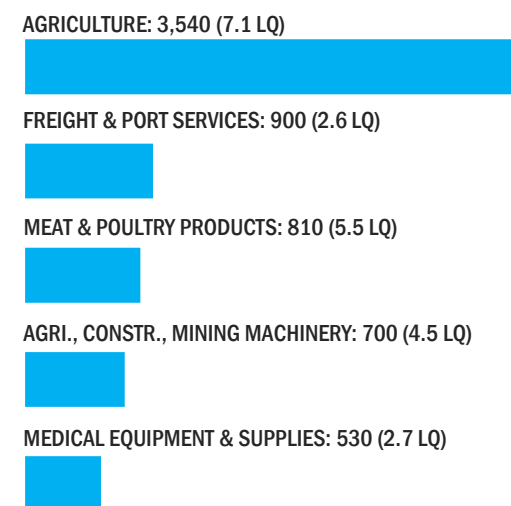 AGRICULTURE: 3,540 (7.1 LQ)
FREIGHT & PORT SERVICES: 900 (2.6 LQ)
MEAT & POULTRY PRODUCTS: 810 (5.5 LQ)
AGRI., CONSTR., MINING MACHINERY: 700 (4.5 LQ)
MEDICAL EQUIPMENT & SUPPLIES: 530 (2.7 LQ)